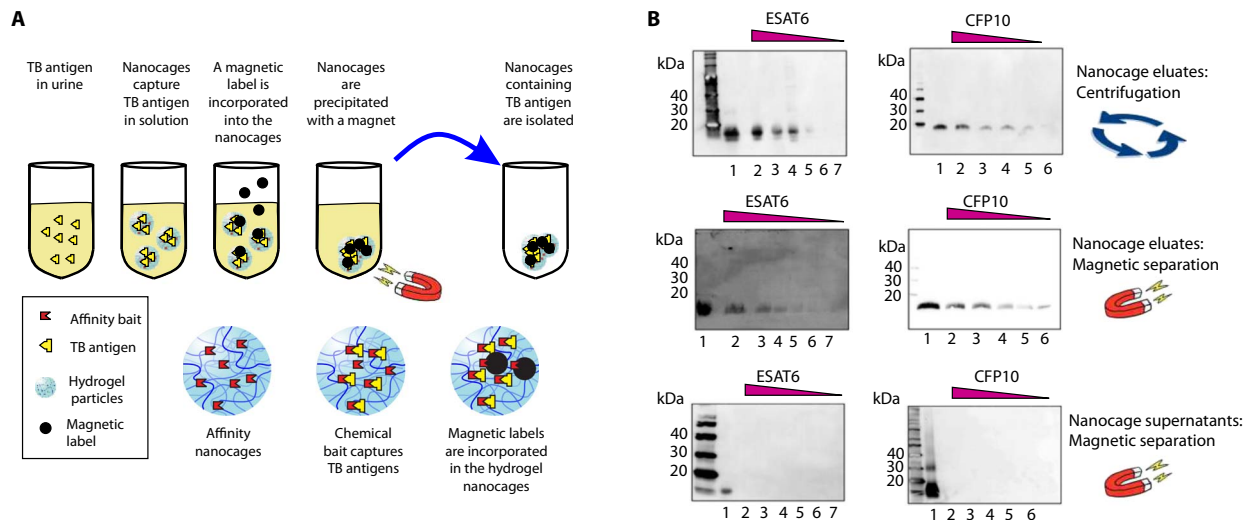 A
TB antigen
in urine
Nanocages
capture
TB antigen
in solution
A magnetic
label is
incorporated
into the
nanocages
Nanocages
are
precipitated
with a magnet
Nanocages
containing
TB antigen
are isolated
Affinity bait
TB antigen
Hydrogel
particles
Magnetic
label
Affinity
nanocages
Chemical
bait captures
TB antigens
Magnetic labels
are incorporated
in the hydrogel
nanocages
B
ESAT6
kDa
40
30
20
1 2 3 4 5 6 7
CFP10
kDa
40
30
20
1 2 3 4 5 6
Nanocage eluates:
Centrifugation
ESAT6
kDa
40
30
20
1 2 3 4 5 6 7
CFP10
kDa
40
30
20
1 2 3 4 5 6
Nanocage eluates:
Magnetic separation
ESAT6
kDa
40
30
20
1 2 3 4 5 6 7
CFP10
kDa
40
30
20
1 2 3 4 5 6
Nanocage supernatants:
Magnetic separation